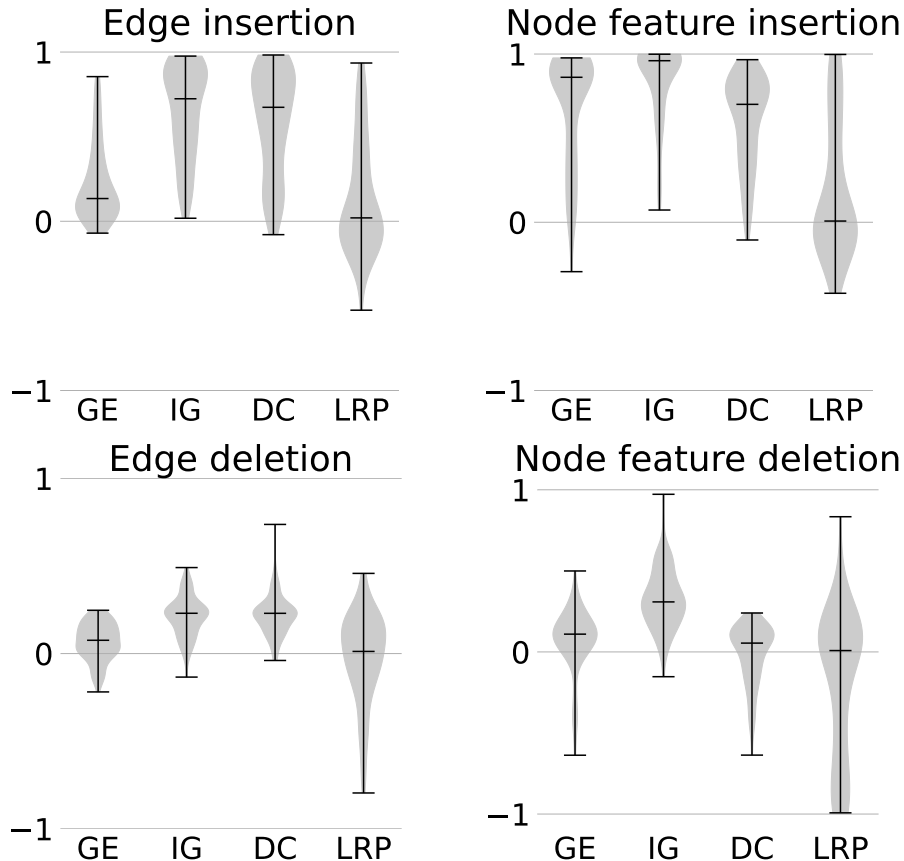 Edge insertion
1
0
−1
GE IG DC LRP
Node feature insertion
1
0
−1
GE IG DC LRP
Edge deletion
1
0
−1
GE IG DC LRP
Node feature deletion
1
0
−1
GE IG DC LRP